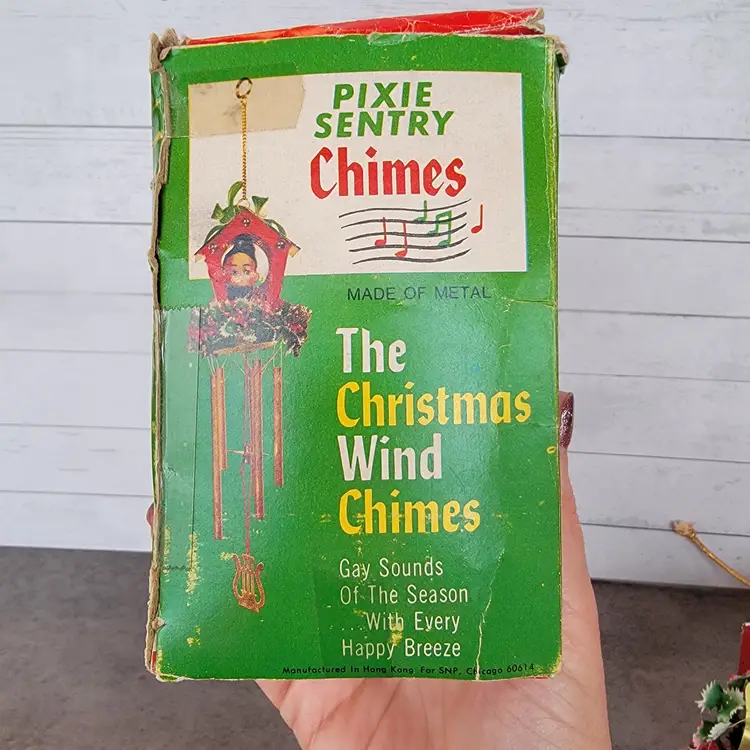 PIXIE
SENTRY
Chimes
MADE OF METAL
The
Christmas
Wind
Chimes
Gay Sounds
Of The Season
...With Every
Happy Breeze
Manufactured In Hong Kong For SNP, Chicago 60614